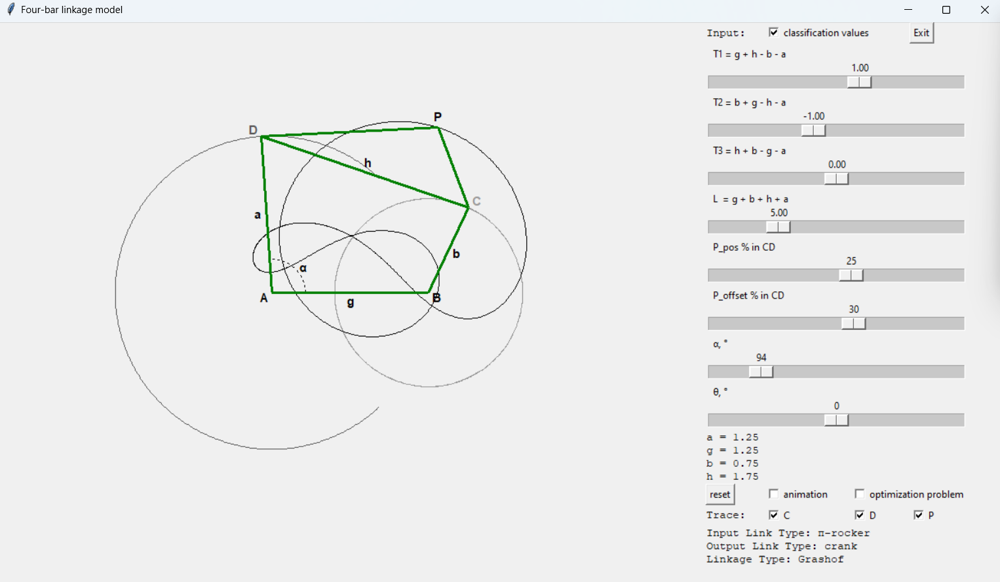 Four-bar linkage model
Input: classification values Exit
T1 = g + h - b - a
1.00
T2 = b + g - h - a
-1.00
T3 = h + b - g - a
0.00
L = g + b + h + a
5.00
P_pos % in CD
25
P_offset % in CD
30
α, °
94
θ, °
0
a = 1.25
g = 1.25
b = 0.75
h = 1.75
reset animation optimization problem
Trace: C D P
Input Link Type: π-rocker
Output Link Type: crank
Linkage Type: Grashof
P
D
h
C
a
b
α
A
B
g